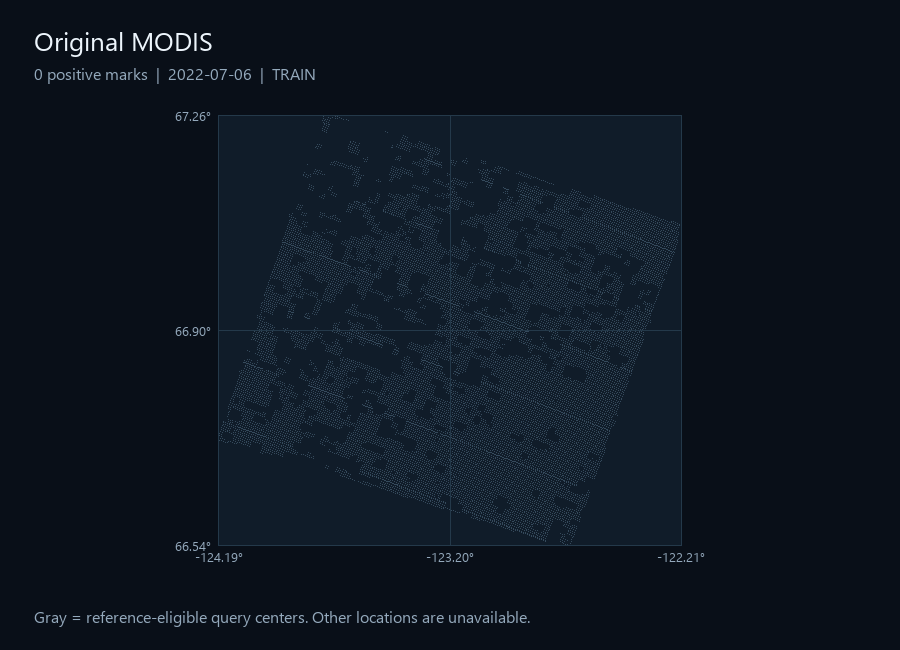 Original MODIS
0 positive marks | 2022-07-06 | TRAIN
67.26°
66.90°
66.54°
-124.19° -123.20° -122.21°
Gray = reference-eligible query centers. Other locations are unavailable.